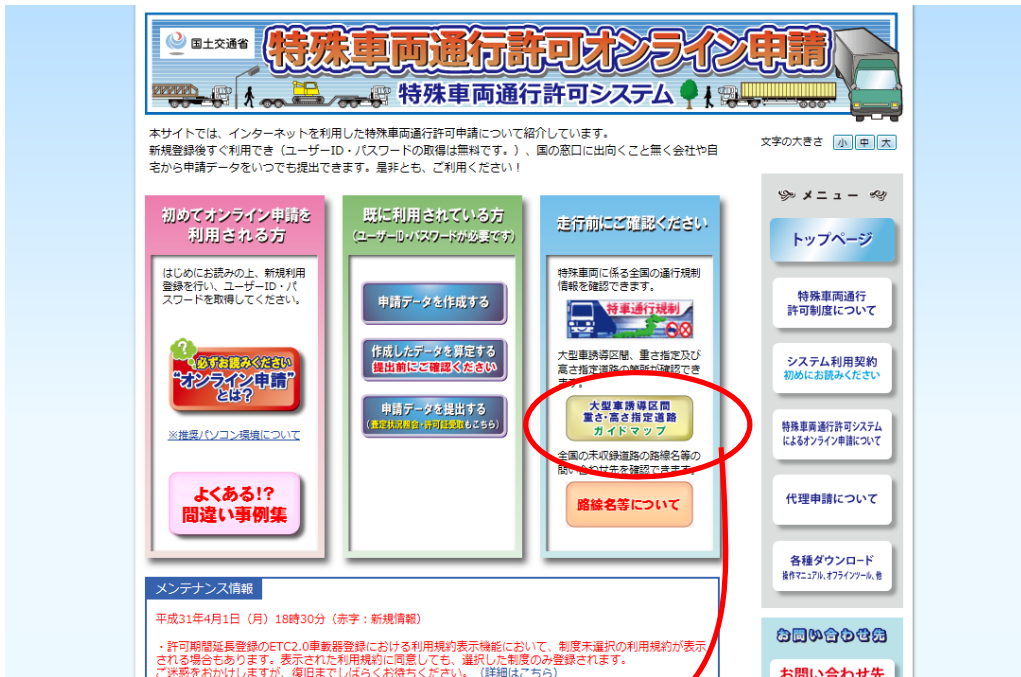 国土交通省
特殊車両通行許可オンライン申請
特殊車両通行許可システム
本サイトでは、インターネットを利用した特殊車両通行許可申請について紹介しています。
新規登録後すぐ利用でき（ユーザーID・パスワードの取得は無料です。）、国の窓口に出向くこと無く会社や自
宅から申請データをいつでも提出できます。是非とも、ご利用ください！
文字の大きさ 小 中 大
初めてオンライン申請を
利用される方
はじめにお読みの上、新規利用
登録を行い、ユーザーID・パ
スワードを取得してください。
?
必ずお読みください
“オンライン申請”
とは?
※推奨パソコン環境について
よくある!?
間違い事例集
既に利用されている方
（ユーザーID・パスワードが必要です）
申請データを作成する
作成したデータを算定する
提出前にご確認ください
申請データを提出する
（査定状況照会・許可証受取もこちら）
走行前にご確認ください
特殊車両に係る全国の通行規制
情報を確認できます。
特車通行規制
大型車誘導区間、重さ指定及び
高さ指定道路の箇所が確認でき
ます。
大型車誘導区間
重さ・高さ指定道路
ガイドマップ
全国の未収録道路の路線名等の
問い合わせ先を確認できます。
路線名等について
メニュー
トップページ
特殊車両通行
許可制度について
システム利用契約
初めにお読みください
特殊車両通行許可システム
によるオンライン申請について
代理申請について
各種ダウンロード
操作マニュアル、オフラインツール、他
お問い合わせ先
お問い合わせ先
メンテナンス情報
平成31年4月1日（月）18時30分（赤字：新規情報）
・許可期間延長登録のETC2.0車載器登録における利用規約表示機能において、制度未選択の利用規約が表示
される場合もあります。表示された利用規約に同意しても、選択した制度のみ登録されます。
ご迷惑をおかけしますが、復旧までしばらくお待ちください。（詳細はこちら）